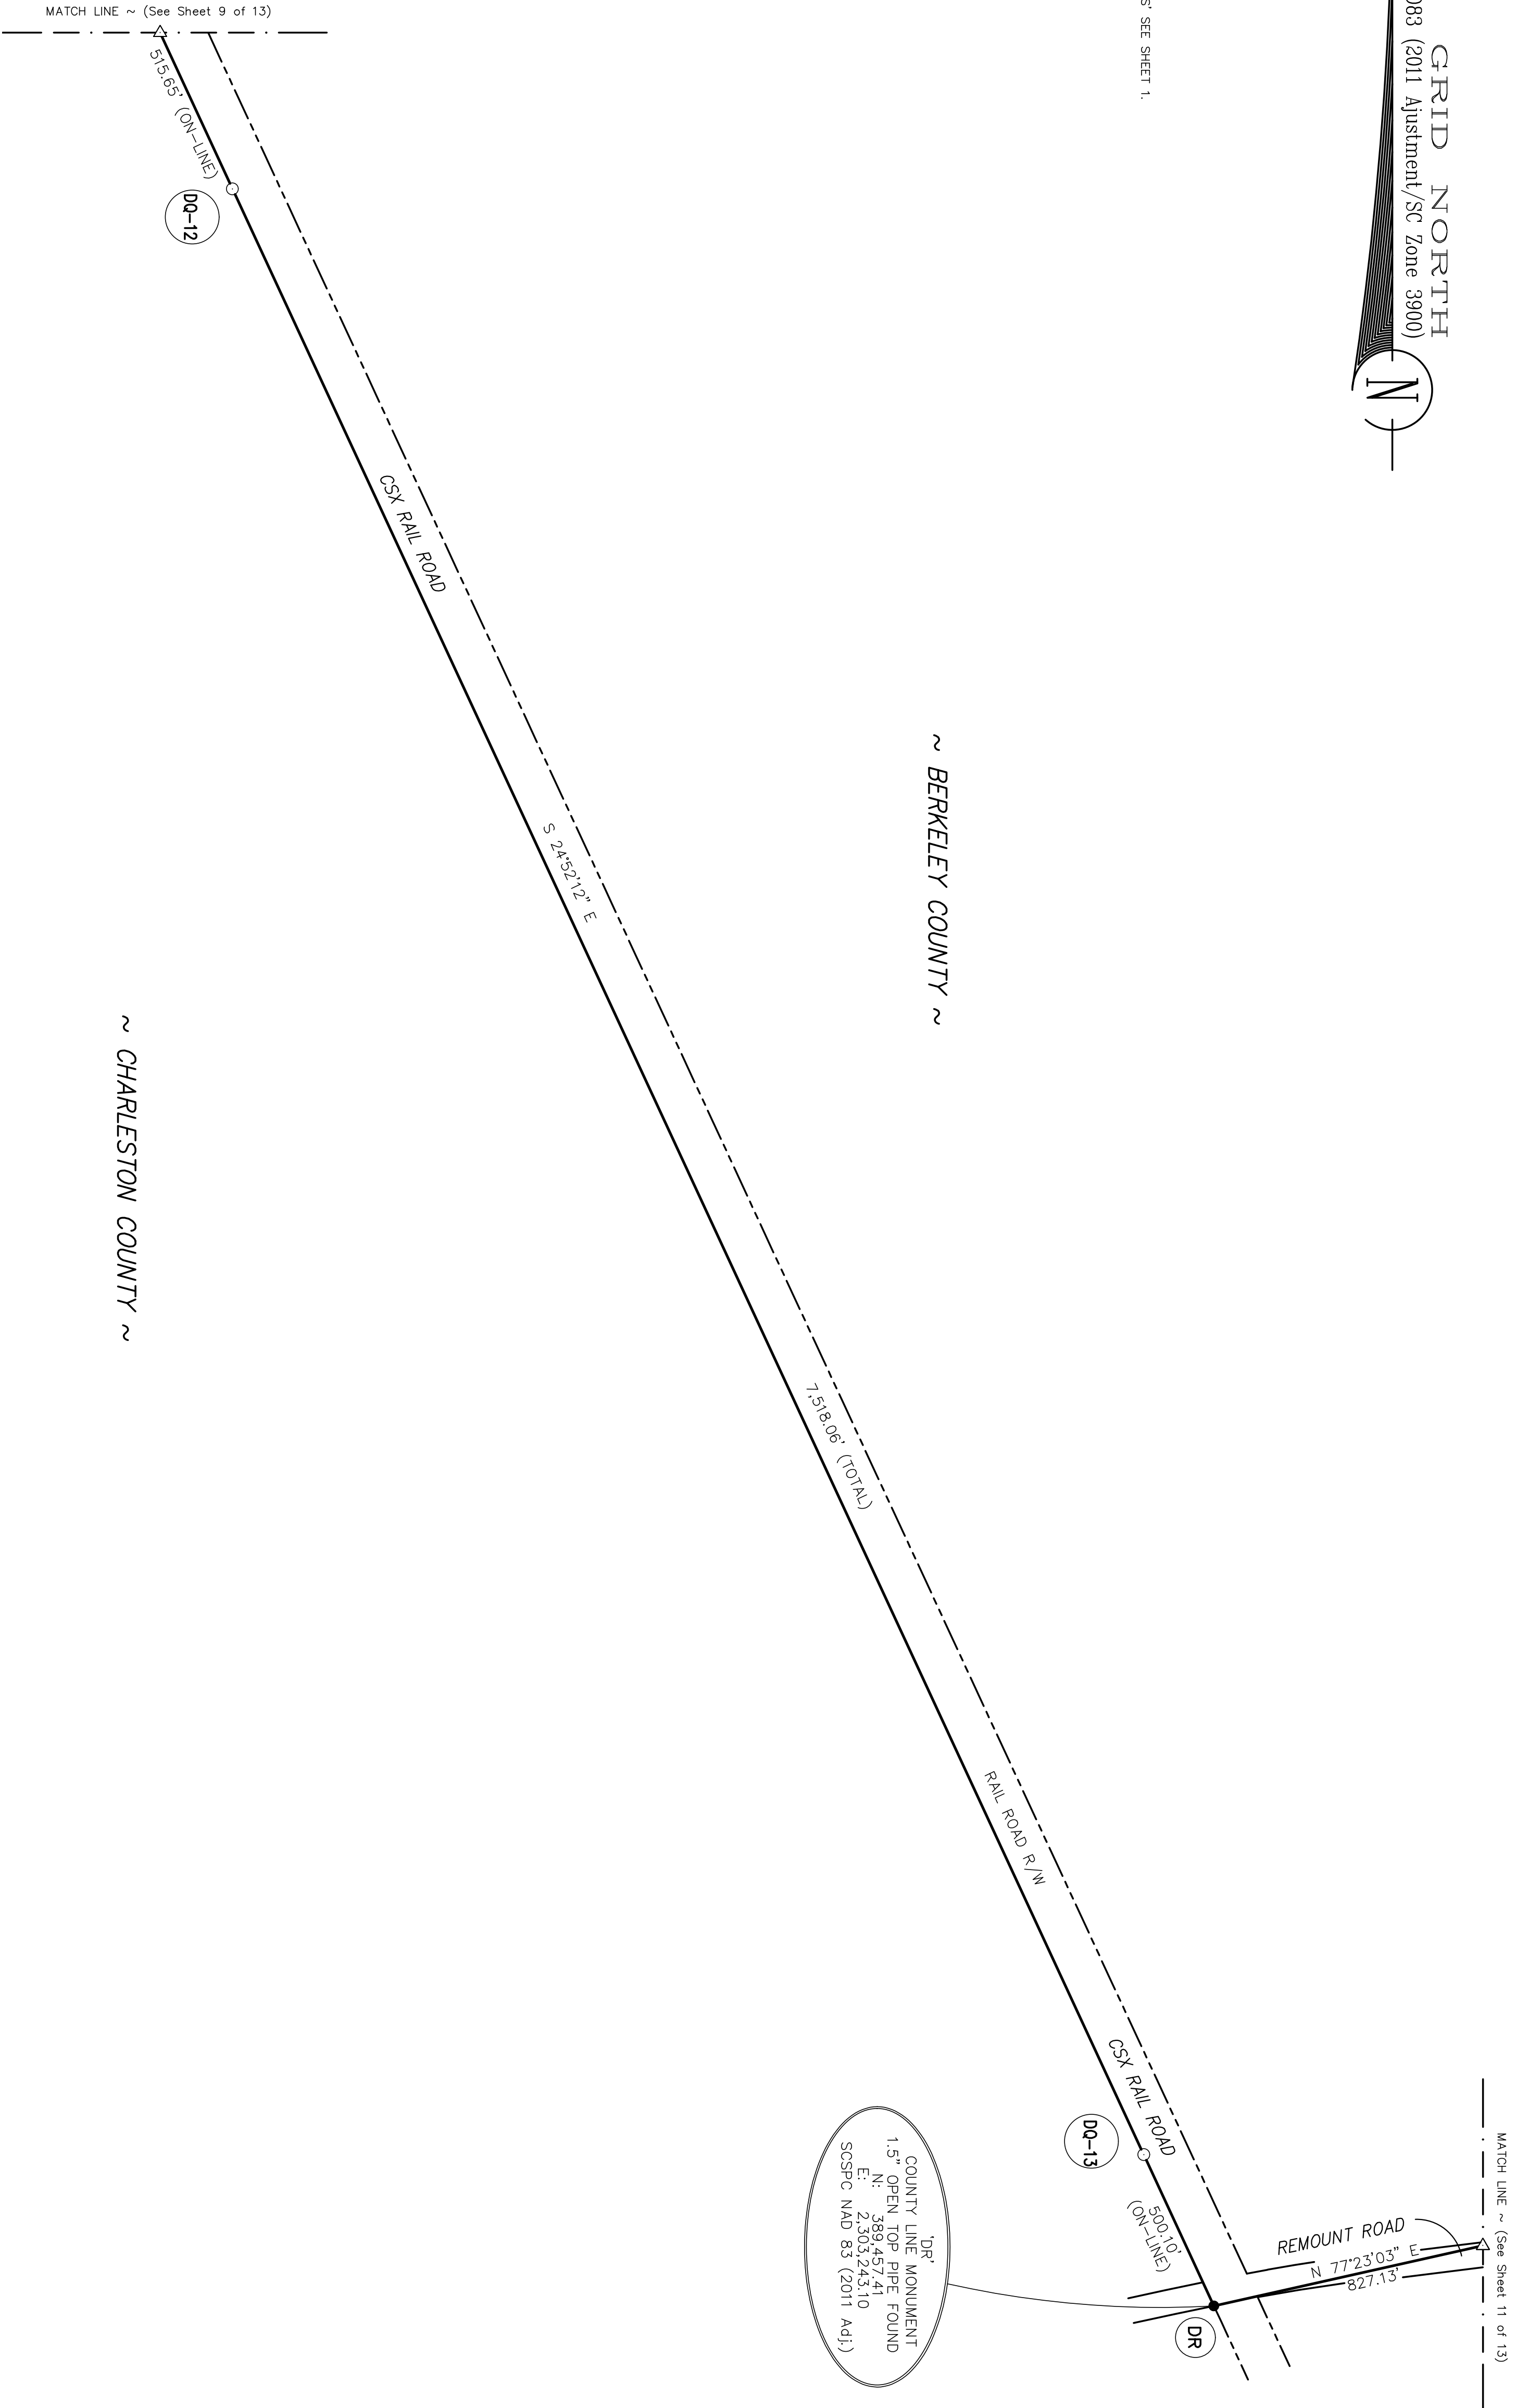 MATCH LINE ~ (See Sheet 9 of 13)
GRID NORTH
083 (2011 Ajustment/SC Zone 3900)
N
S' SEE SHEET 1.
515.65' (ON-LINE)
DQ-12
CSX RAIL ROAD
~ BERKELEY COUNTY ~
S 24°52'12" E
~ CHARLESTON COUNTY ~
7,518.06' (TOTAL)
RAIL ROAD R/W
CSX RAIL ROAD
DQ-13
500.10'
(ON-LINE)
REMOUNT ROAD
N 77°23'03" E
827.13'
MATCH LINE ~ (See Sheet 11 of 13)
DR
'DR'
COUNTY LINE MONUMENT
1.5" OPEN TOP PIPE FOUND
N: 389,457.41
E: 2,303,243.10
SCSPC NAD 83 (2011 Adj.)